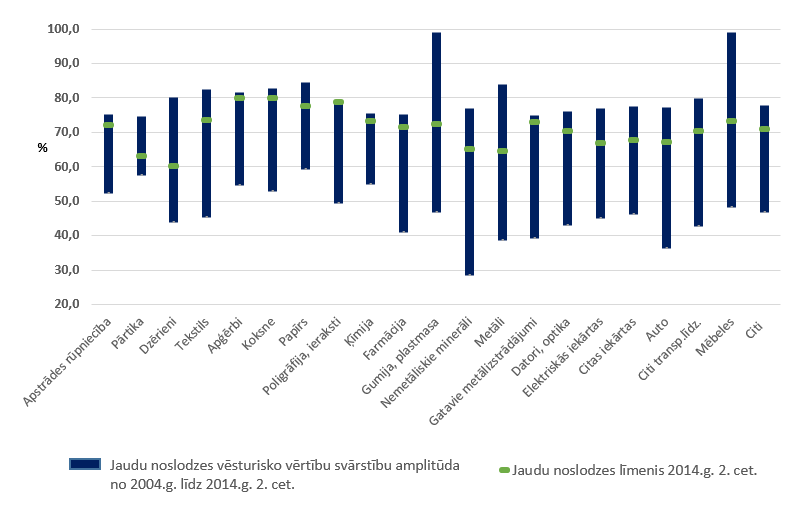 100,0
90,0
80,0
70,0
%
60,0
50,0
40,0
30,0
20,0
Apstrādes rūpniecība
Pārtika
Dzērieni
Tekstils
Apģērbi
Koksne
Papīrs
Poligrāfija, ieraksti
Ķīmija
Farmācija
Gumija, plastmasa
Nemetāliskie minerāli
Metāli
Gatavie metālizstrādājumi
Datori, optika
Elektriskās iekārtas
Citas iekārtas
Auto
Citi transp.līdz.
Mēbeles
Citi
Jaudu noslodzes vēsturisko vērtību svārstību amplitūda
no 2004.g. līdz 2014.g. 2. cet.
Jaudu noslodzes līmenis 2014.g. 2. cet.